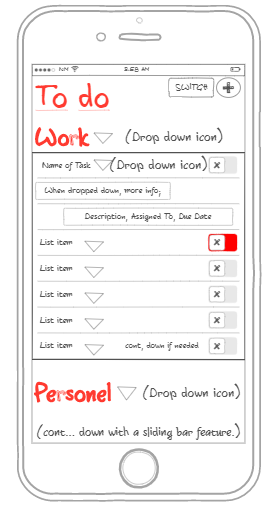 2:58 AM
To do
SWITCH
Work (Drop down icon)
Name of Task (Drop down icon) x
When dropped down, more info;
Description, Assigned To, Due Date
List item x
List item x
List item x
List item x
List item cont, down if needed x
Personel (Drop down icon)
(cont... down with a sliding bar feature.)